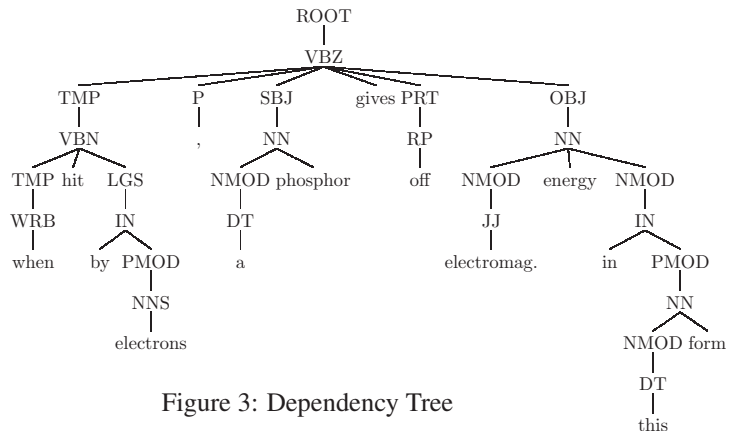 ROOT
VBZ
TMP P SBJ gives PRT OBJ
VBN , NN RP NN
TMP hit LGS NMOD phosphor off NMOD energy NMOD
WRB IN DT JJ IN
when by PMOD a electromag. in PMOD
NNS NN
electrons NMOD form
DT
this
Figure 3: Dependency Tree